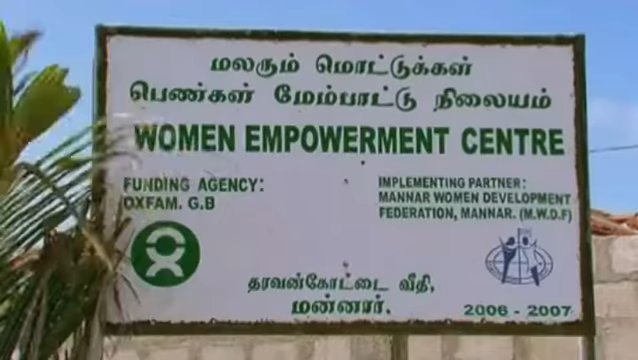 மலரும் மொட்டுக்கள்
பெண்கள் மேம்பாட்டு நிலையம்
WOMEN EMPOWERMENT CENTRE
FUNDING AGENCY:
OXFAM. G.B
IMPLEMENTING PARTNER:
MANNAR WOMEN DEVELOPMENT
FEDERATION, MANNAR. (M.W.D.F)
தரவன்கோட்டை வீதி,
மன்னார்.
2006 - 2007